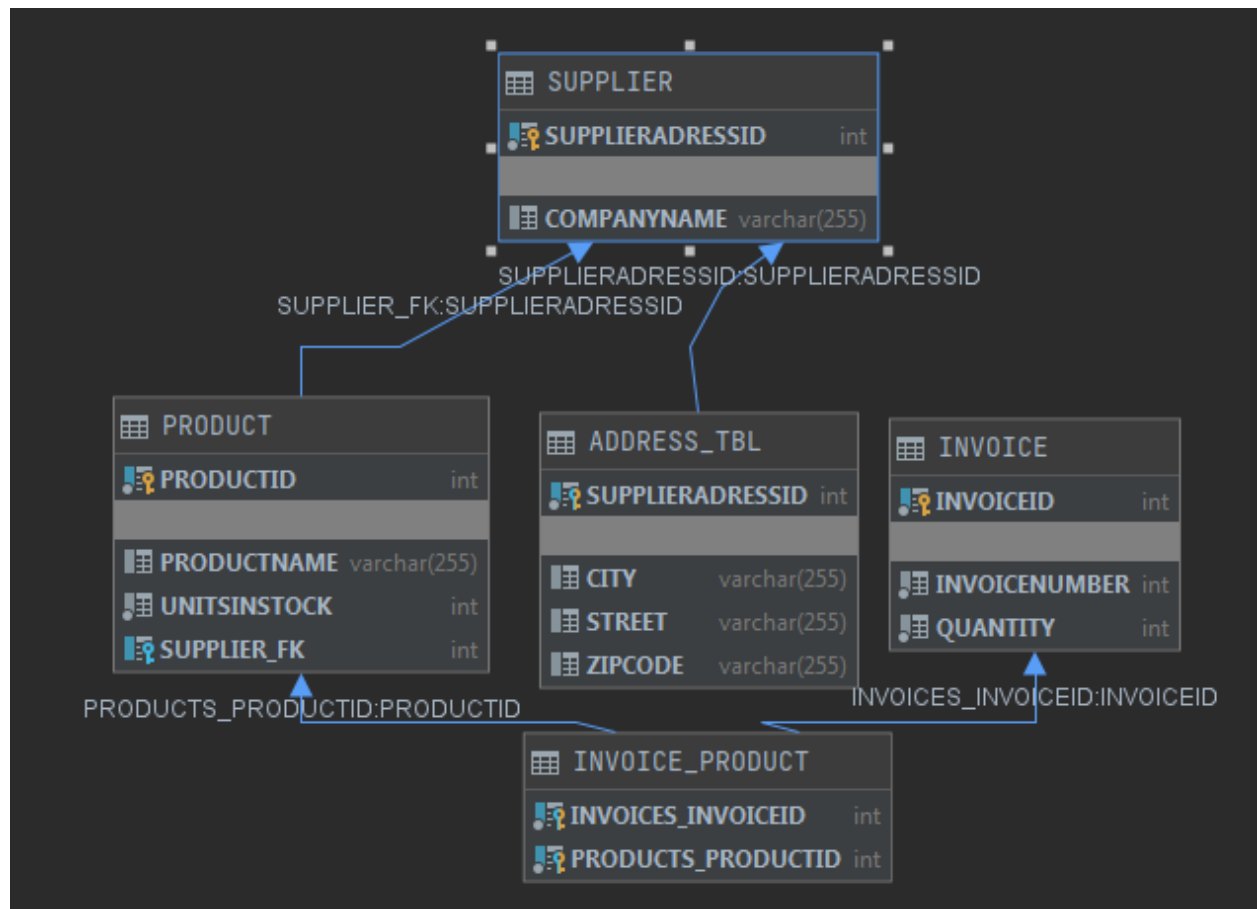 SUPPLIER
SUPPLIERADRESSID int
COMPANYNAME varchar(255)
SUPPLIERADRESSID:SUPPLIERADRESSID
SUPPLIER_FK:SUPPLIERADRESSID
PRODUCT
PRODUCTID int
PRODUCTNAME varchar(255)
UNITSINSTOCK int
SUPPLIER_FK int
ADDRESS_TBL
SUPPLIERADRESSID int
CITY varchar(255)
STREET varchar(255)
ZIPCODE varchar(255)
INVOICE
INVOICEID int
INVOICENUMBER int
QUANTITY int
PRODUCTS_PRODUCTID:PRODUCTID
INVOICES_INVOICEID:INVOICEID
INVOICE_PRODUCT
INVOICES_INVOICEID int
PRODUCTS_PRODUCTID int